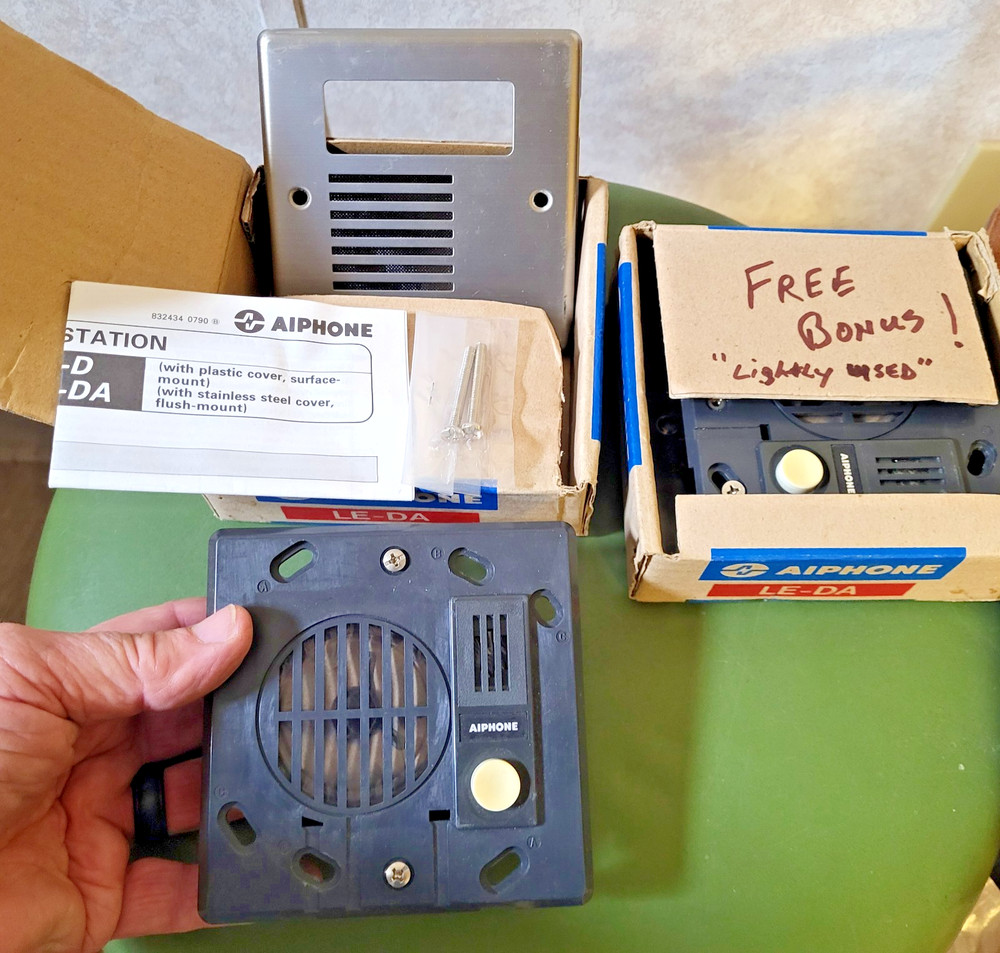 832434 0790 Ⓑ AIPHONE
STATION
-D
-DA
(with plastic cover, surface-
mount)
(with stainless steel cover,
flush-mount)
LE-DA
FREE
BONUS!
"Lightly USED"
AIPHONE
AIPHONE
LE-DA
AIPHONE
B
A
C
C
A